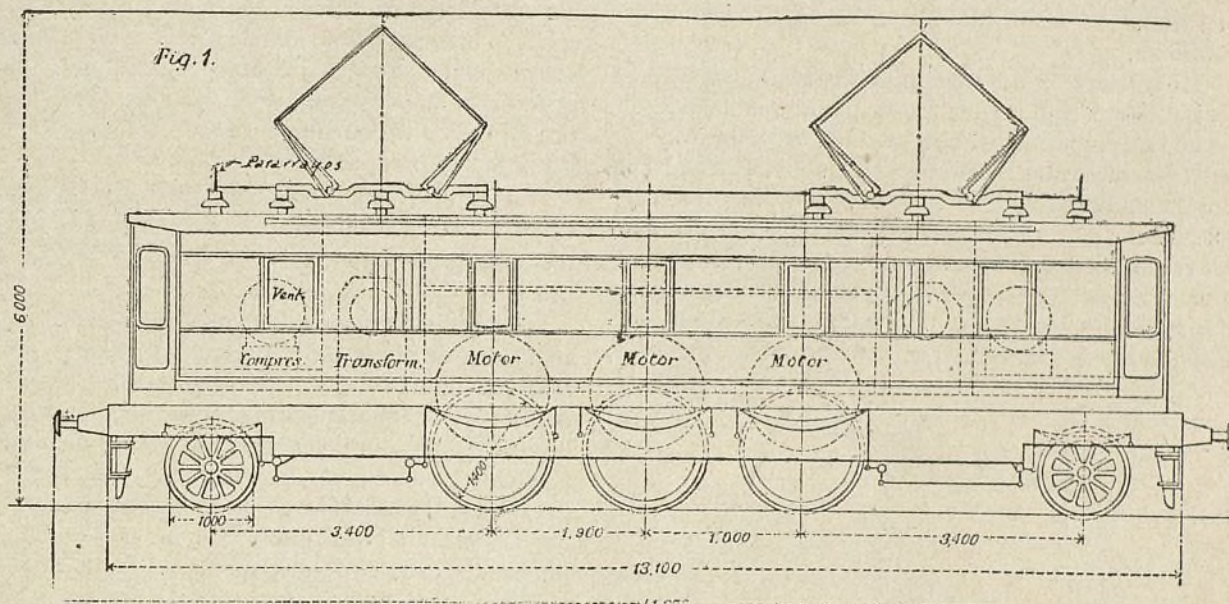 Fig. 1.
Pararrayos
6000
Vent.
Compres.
Transform.
Motor
Motor
Motor
1000
3,400
1,900
1,000
3,400
13,100